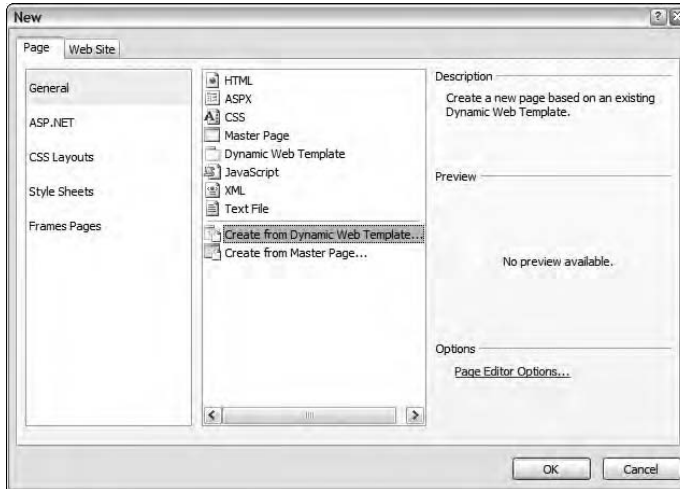 New
Page
Web Site
General
ASP.NET
CSS Layouts
Style Sheets
Frames Pages
HTML
ASPX
CSS
Master Page
Dynamic Web Template
JavaScript
XML
Text File
Create from Dynamic Web Template...
Create from Master Page...
Description
Create a new page based on an existing
Dynamic Web Template.
Preview
No preview available.
Options
Page Editor Options...
OK
Cancel